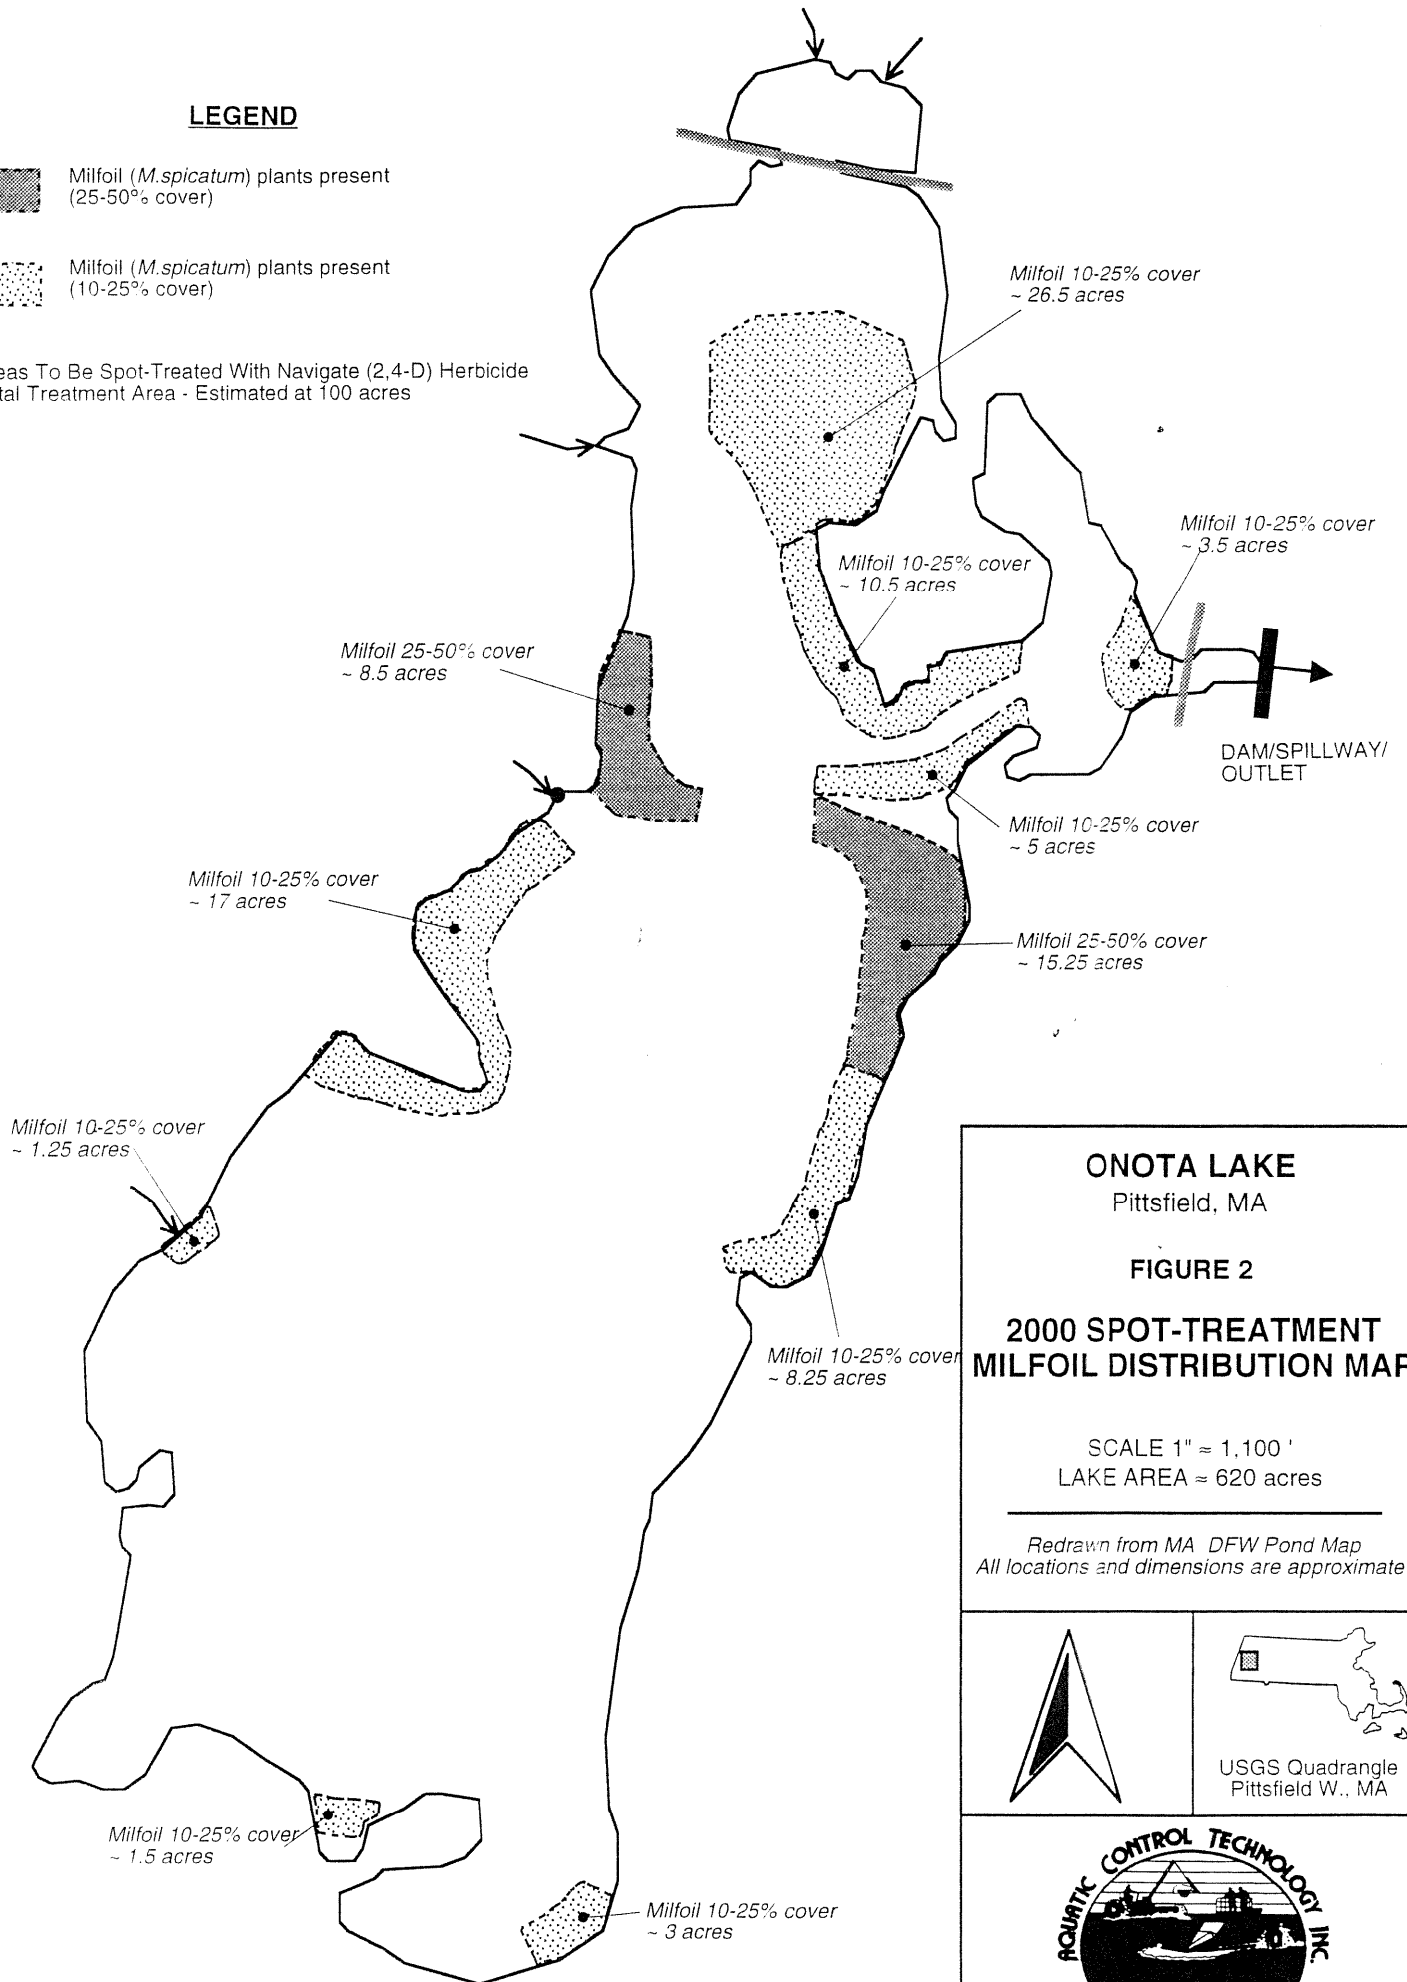 LEGEND
Milfoil (M.spicatum) plants present
(25-50% cover)
Milfoil (M.spicatum) plants present
(10-25% cover)
eas To Be Spot-Treated With Navigate (2,4-D) Herbicide
tal Treatment Area - Estimated at 100 acres
Milfoil 10-25% cover
~ 26.5 acres
Milfoil 10-25% cover
~ 3.5 acres
Milfoil 10-25% cover
~ 10.5 acres
Milfoil 25-50% cover
~ 8.5 acres
DAM/SPILLWAY/
OUTLET
Milfoil 10-25% cover
~ 5 acres
Milfoil 10-25% cover
~ 17 acres
Milfoil 25-50% cover
~ 15.25 acres
Milfoil 10-25% cover
~ 1.25 acres
Milfoil 10-25% cover
~ 8.25 acres
Milfoil 10-25% cover
~ 1.5 acres
Milfoil 10-25% cover
~ 3 acres
ONOTA LAKE
Pittsfield, MA
FIGURE 2
2000 SPOT-TREATMENT
MILFOIL DISTRIBUTION MAP
SCALE 1" ≈ 1,100 '
LAKE AREA ≈ 620 acres
Redrawn from MA DFW Pond Map
All locations and dimensions are approximate
USGS Quadrangle
Pittsfield W., MA
AQUATIC CONTROL TECHNOLOGY INC.